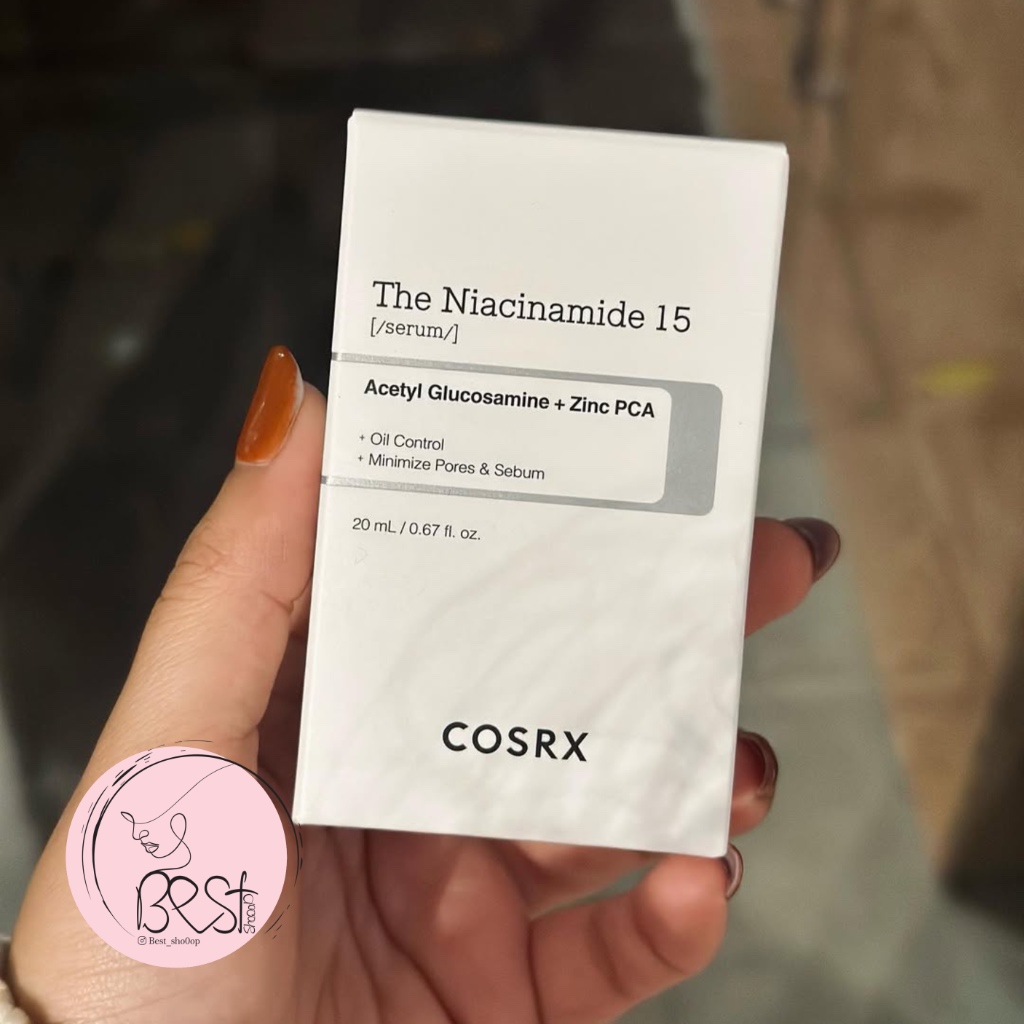 The Niacinamide 15
[/serum/]
Acetyl Glucosamine + Zinc PCA
+ Oil Control
+ Minimize Pores & Sebum
20 mL / 0.67 fl. oz.
COSRX
Best
Shooop
Best_sho0op